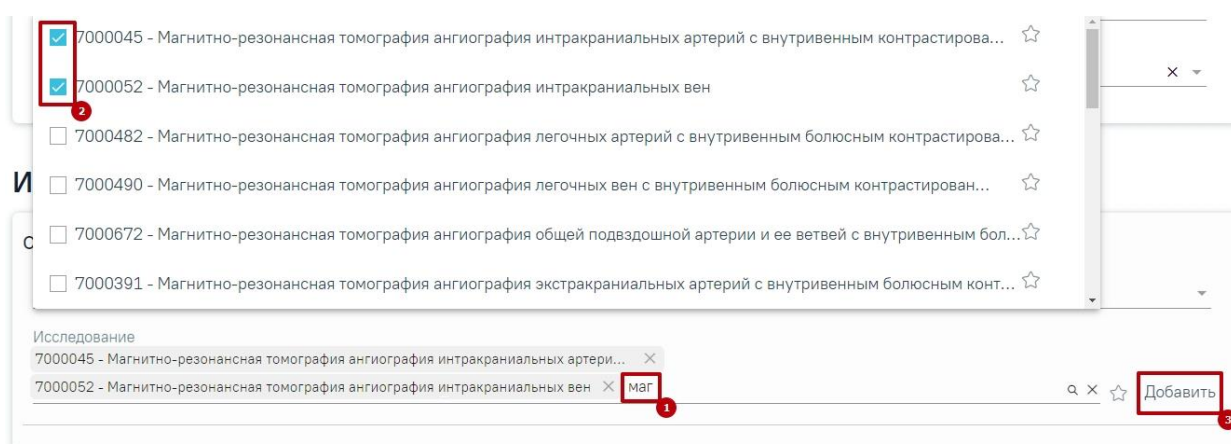 7000045 - Магнитно-резонансная томография ангиография интракраниальных артерий с внутривенным контрастирова...
7000052 - Магнитно-резонансная томография ангиография интракраниальных вен
2
7000482 - Магнитно-резонансная томография ангиография легочных артерий с внутривенным болюсным контрастирова...
7000490 - Магнитно-резонансная томография ангиография легочных вен с внутривенным болюсным контрастирован...
7000672 - Магнитно-резонансная томография ангиография общей подвздошной артерии и ее ветвей с внутривенным бол...
7000391 - Магнитно-резонансная томография ангиография экстракраниальных артерий с внутривенным болюсным конт...
Исследование
7000045 - Магнитно-резонансная томография ангиография интракраниальных артери...
7000052 - Магнитно-резонансная томография ангиография интракраниальных вен маг Добавить
1 3